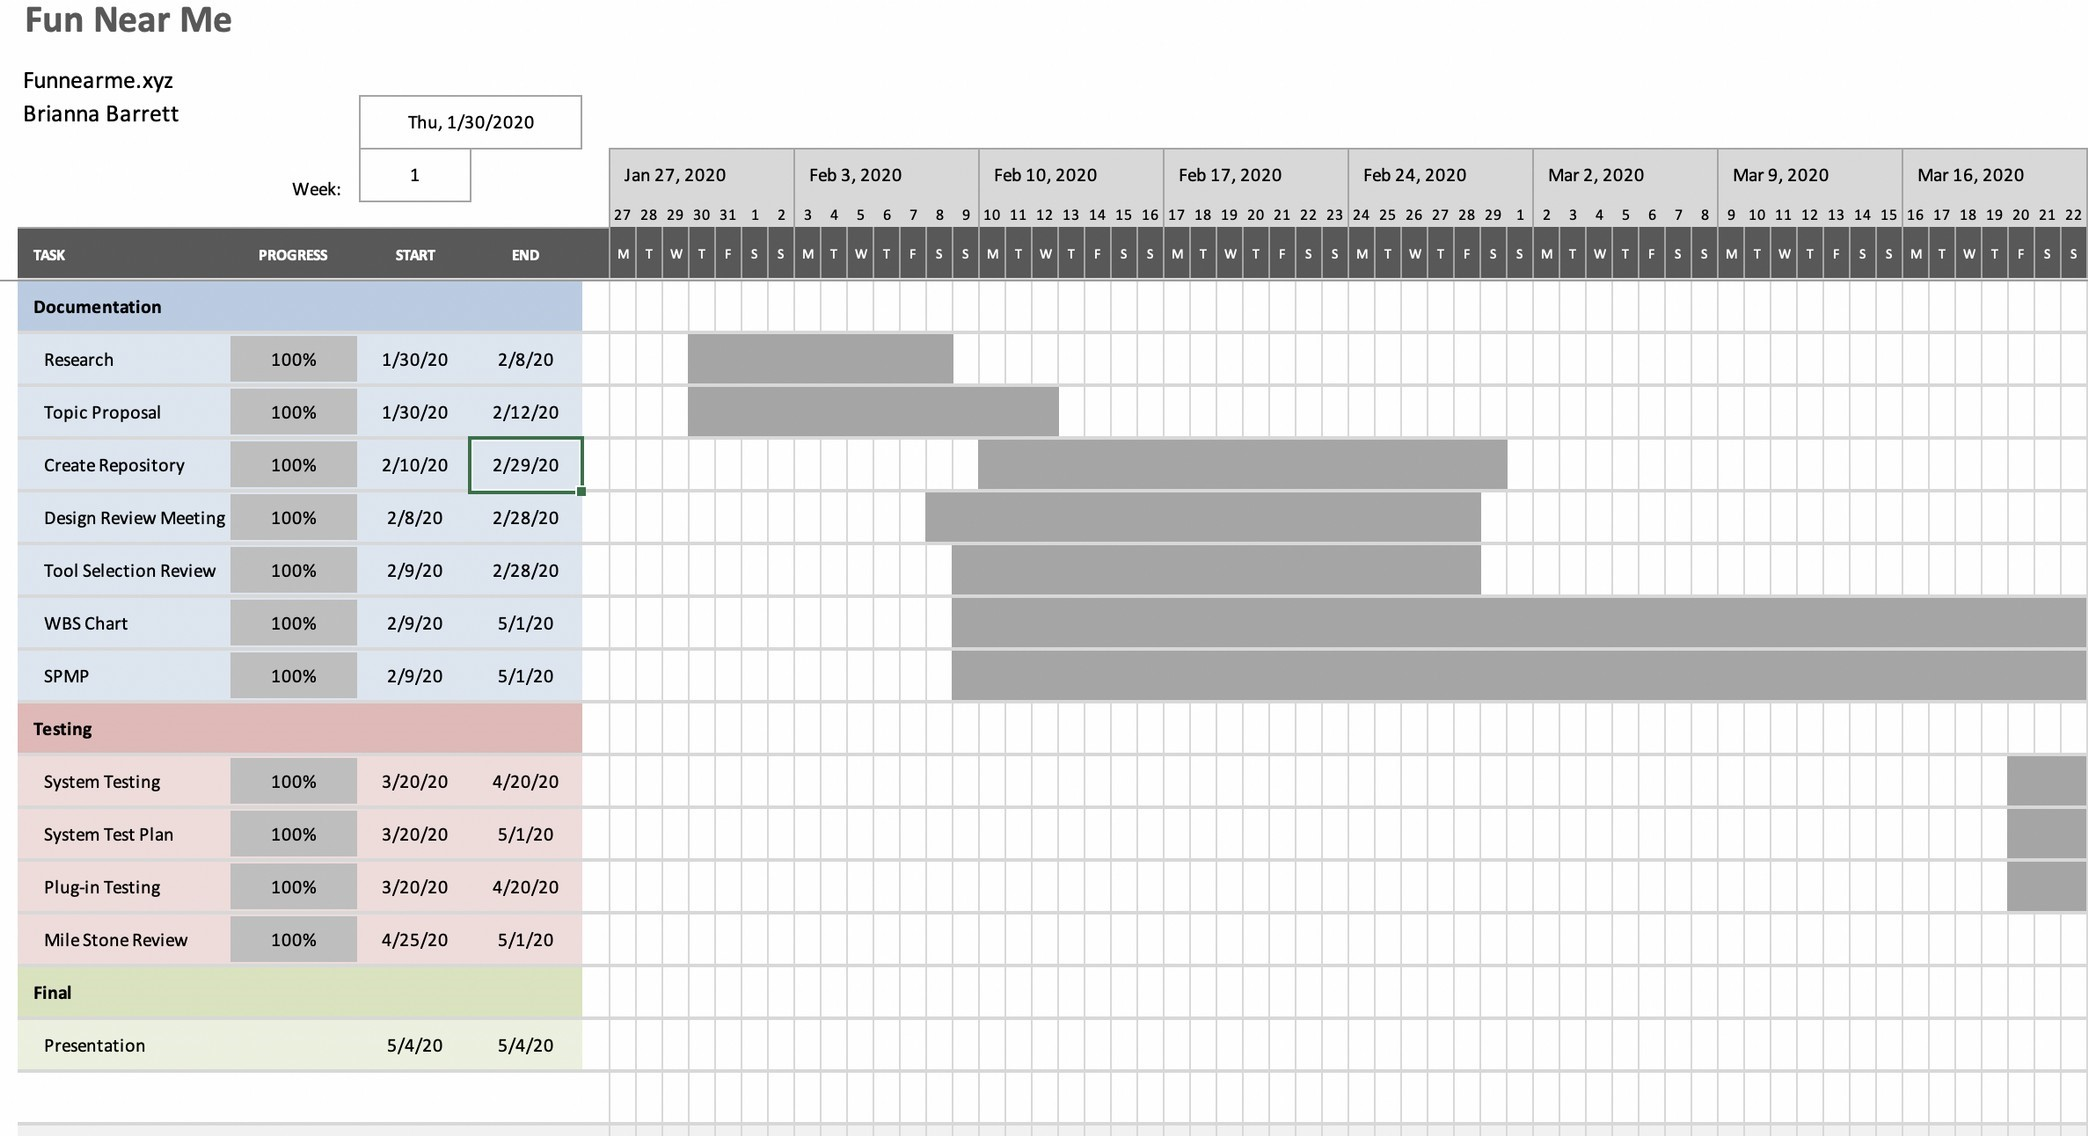 Fun Near Me
Funnearme.xyz
Brianna Barrett
Thu, 1/30/2020
Week: 1
Jan 27, 2020 Feb 3, 2020 Feb 10, 2020 Feb 17, 2020 Feb 24, 2020 Mar 2, 2020 Mar 9, 2020 Mar 16, 2020
27 28 29 30 31 1 2 3 4 5 6 7 8 9 10 11 12 13 14 15 16 17 18 19 20 21 22 23 24 25 26 27 28 29 1 2 3 4 5 6 7 8 9 10 11 12 13 14 15 16 17 18 19 20 21 22
TASK PROGRESS START END M T W T F S S M T W T F S S M T W T F S S M T W T F S S M T W T F S S M T W T F S S M T W T F S S M T W T F S S
Documentation
Research 100% 1/30/20 2/8/20
Topic Proposal 100% 1/30/20 2/12/20
Create Repository 100% 2/10/20 2/29/20
Design Review Meeting 100% 2/8/20 2/28/20
Tool Selection Review 100% 2/9/20 2/28/20
WBS Chart 100% 2/9/20 5/1/20
SPMP 100% 2/9/20 5/1/20
Testing
System Testing 100% 3/20/20 4/20/20
System Test Plan 100% 3/20/20 5/1/20
Plug-in Testing 100% 3/20/20 4/20/20
Mile Stone Review 100% 4/25/20 5/1/20
Final
Presentation 5/4/20 5/4/20